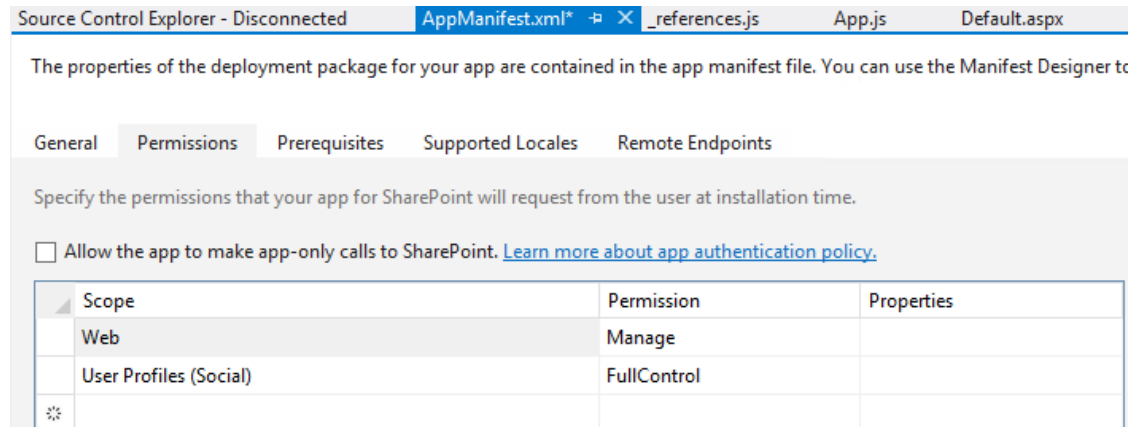 Source Control Explorer - Disconnected AppManifest.xml* _references.js App.js Default.aspx
The properties of the deployment package for your app are contained in the app manifest file. You can use the Manifest Designer to
General Permissions Prerequisites Supported Locales Remote Endpoints
Specify the permissions that your app for SharePoint will request from the user at installation time.
Allow the app to make app-only calls to SharePoint. Learn more about app authentication policy.
Scope Permission Properties
Web Manage
User Profiles (Social) FullControl